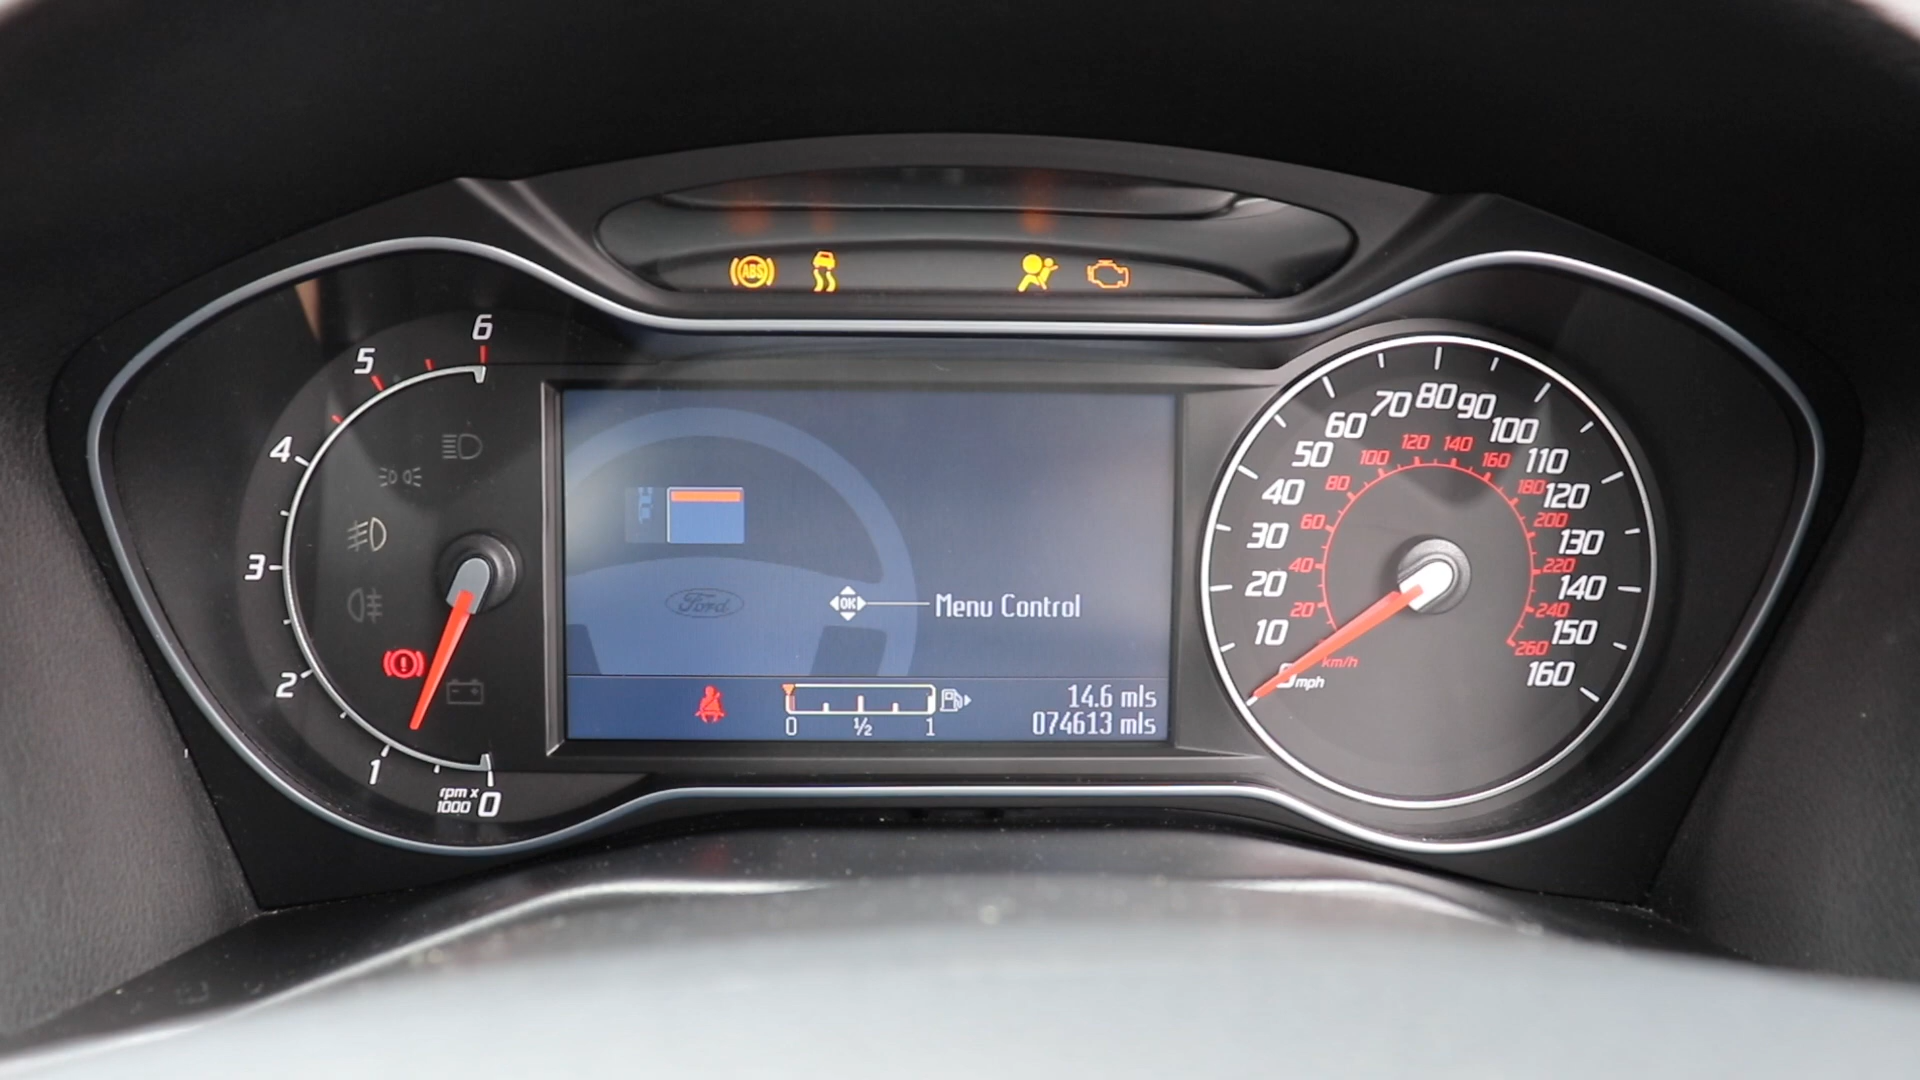 ABS
6
5
4
3
2
1
rpm x
1000 0
Ford
OK Menu Control
0 ½ 1
14.6 mls
074613 mls
10 20 30 40 50 60 70 80 90 100 110 120 130 140 150 160
20 40 60 80 100 120 140 160 180 200 220 240 260
km/h
mph